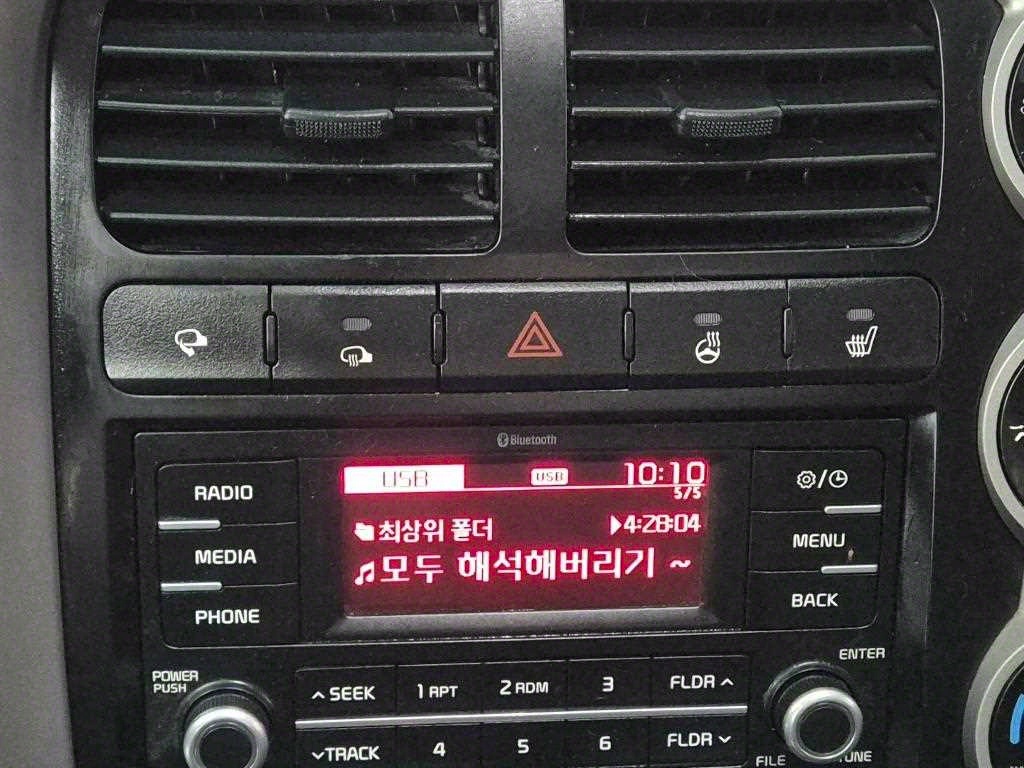 Bluetooth
RADIO
MEDIA
PHONE
USB
USB
10:10
5/5
최상위 폴더
4:28:04
모두 해석해버리기 ~
MENU
BACK
POWER
PUSH
SEEK
1 RPT
2 RDM
3
FLDR
ENTER
TRACK
4
5
6
FLDR
FILE
TUNE